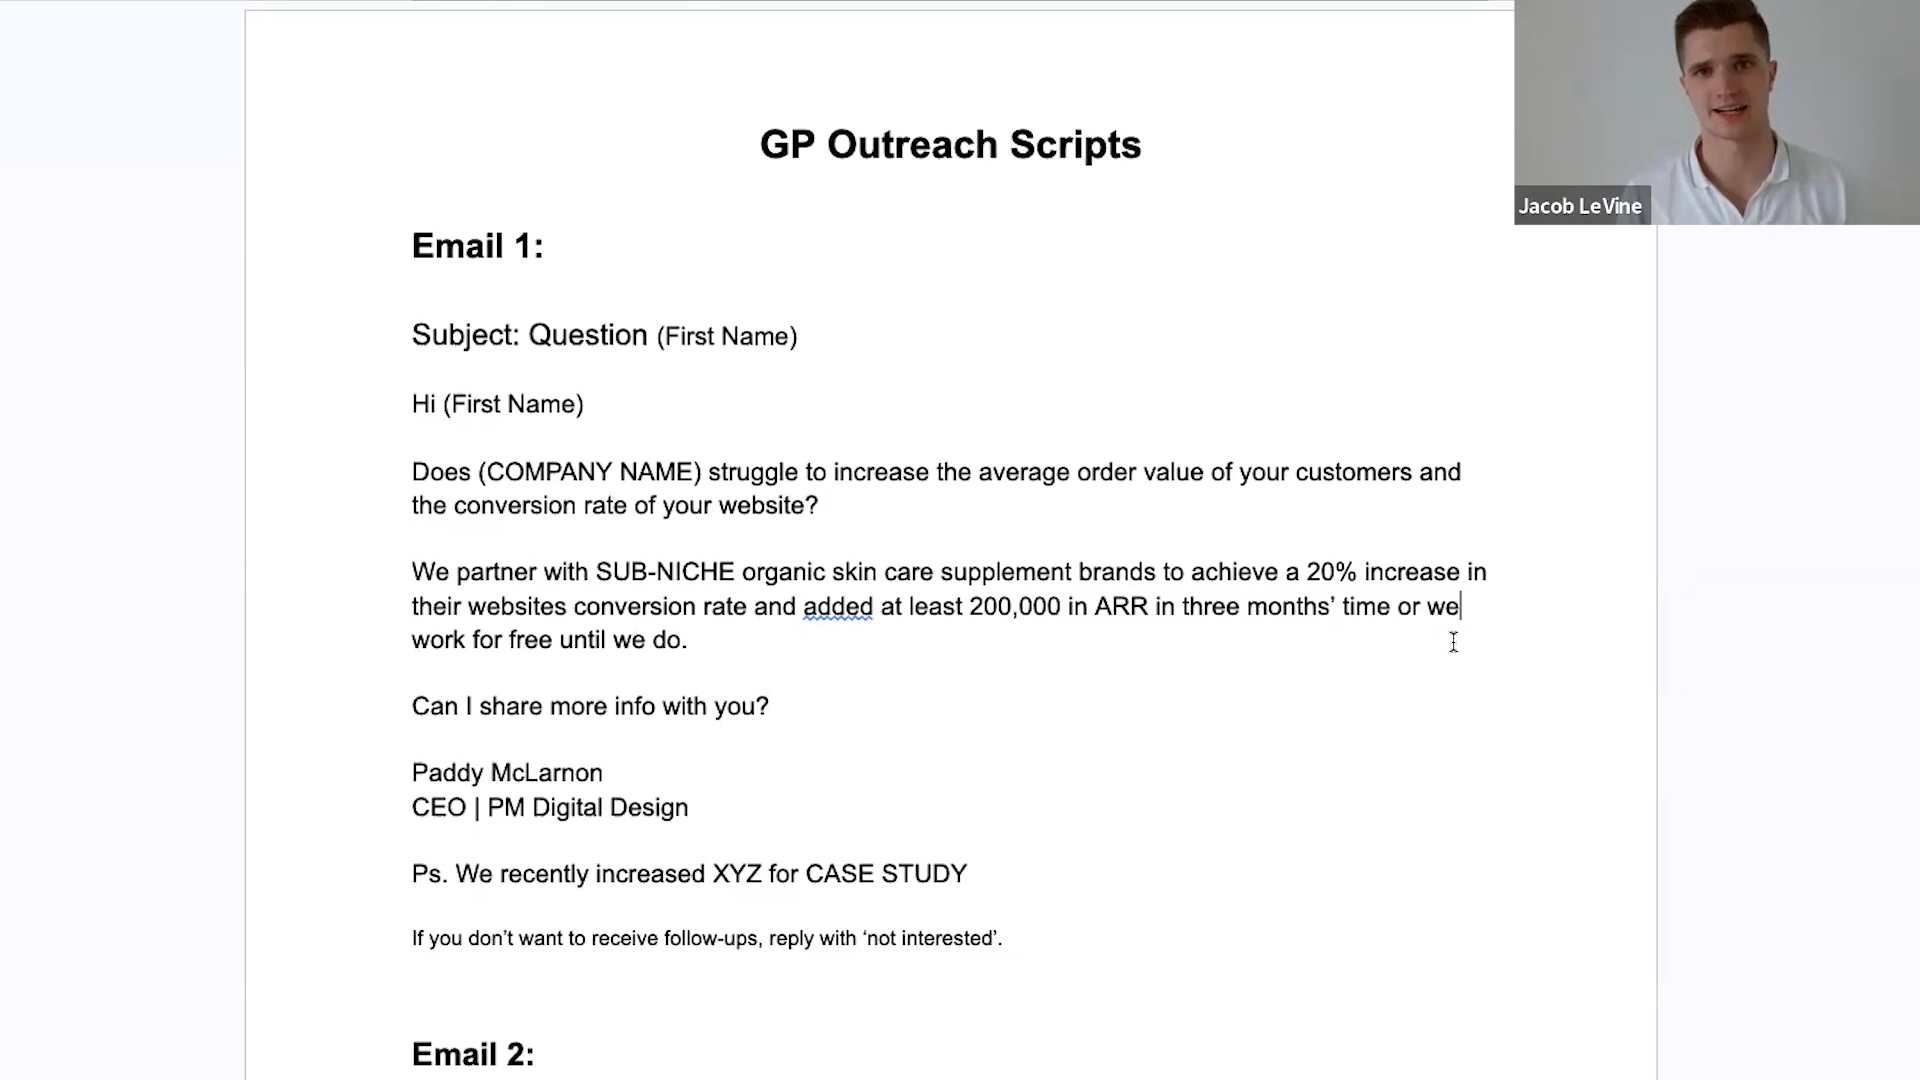 GP Outreach Scripts
Jacob LeVine
Email 1:
Subject: Question (First Name)
Hi (First Name)
Does (COMPANY NAME) struggle to increase the average order value of your customers and
the conversion rate of your website?
We partner with SUB-NICHE organic skin care supplement brands to achieve a 20% increase in
their websites conversion rate and added at least 200,000 in ARR in three months’ time or we
work for free until we do.
Can I share more info with you?
Paddy McLarnon
CEO | PM Digital Design
Ps. We recently increased XYZ for CASE STUDY
If you don’t want to receive follow-ups, reply with ‘not interested’.
Email 2: